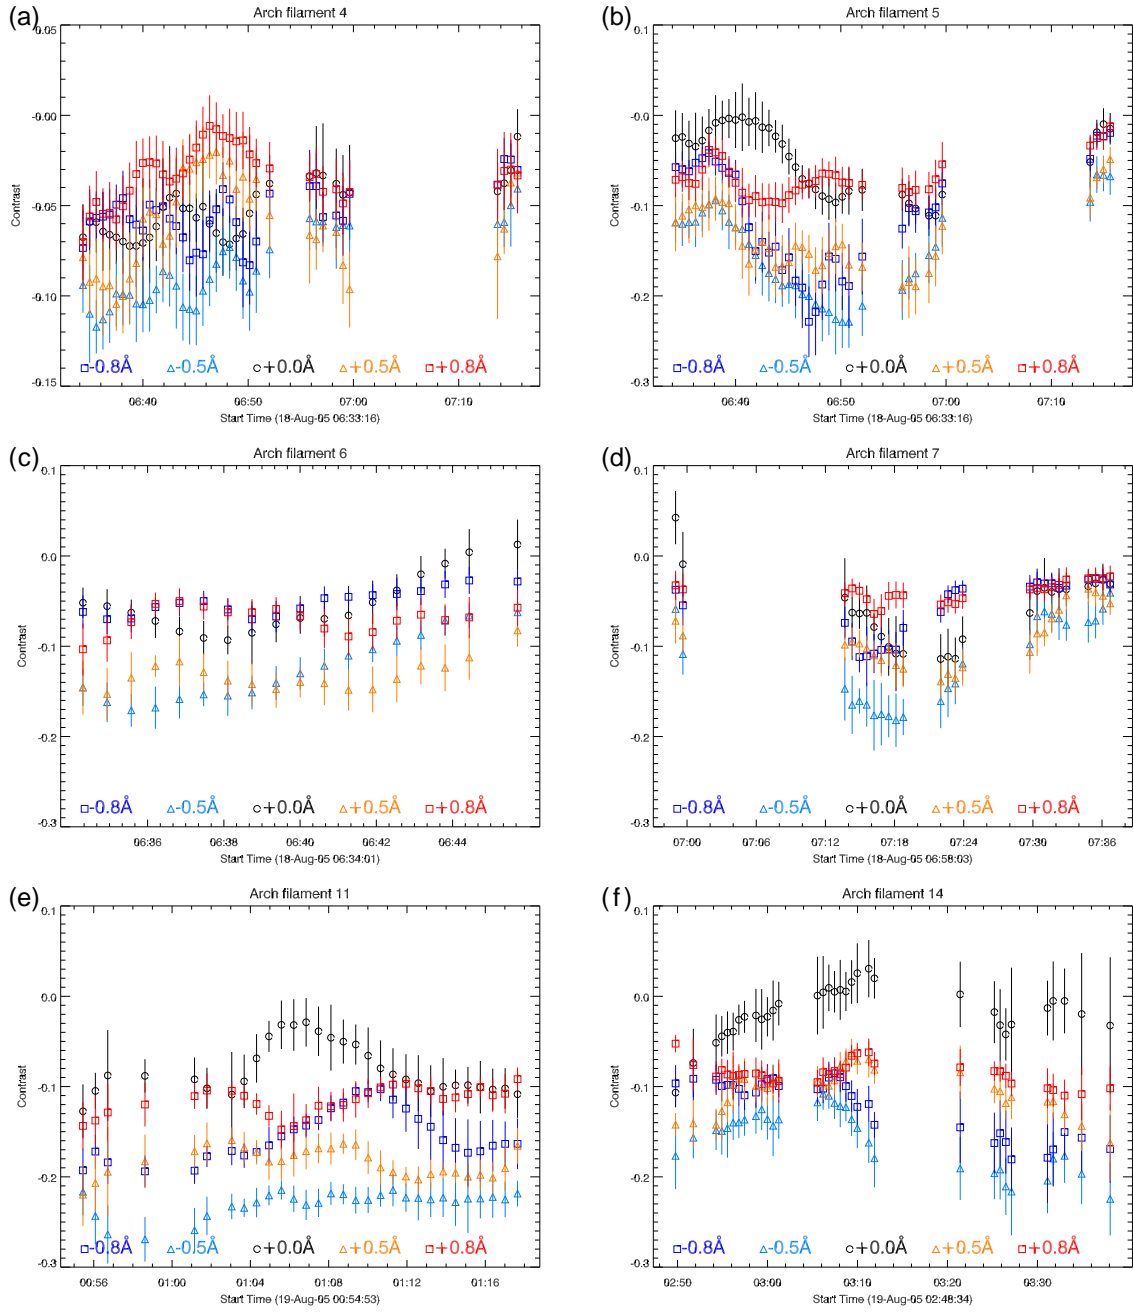 (a) Arch filament 4
0.05
-0.00
-0.05
-0.10
-0.15
Contrast
-0.8Å -0.5Å +0.0Å +0.5Å +0.8Å
06:40 06:50 07:00 07:10
Start Time (18-Aug-05 06:33:16)
(b) Arch filament 5
0.1
0.0
-0.1
-0.2
-0.3
Contrast
-0.8Å -0.5Å +0.0Å +0.5Å +0.8Å
06:40 06:50 07:00 07:10
Start Time (18-Aug-05 06:33:16)
(c) Arch filament 6
0.1
0.0
-0.1
-0.2
-0.3
Contrast
-0.8Å -0.5Å +0.0Å +0.5Å +0.8Å
06:36 06:38 06:40 06:42 06:44
Start Time (18-Aug-05 06:34:01)
(d) Arch filament 7
0.1
0.0
-0.1
-0.2
-0.3
Contrast
-0.8Å -0.5Å +0.0Å +0.5Å +0.8Å
07:00 07:06 07:12 07:18 07:24 07:30 07:36
Start Time (18-Aug-05 06:58:03)
(e) Arch filament 11
0.1
0.0
-0.1
-0.2
-0.3
Contrast
-0.8Å -0.5Å +0.0Å +0.5Å +0.8Å
00:56 01:00 01:04 01:08 01:12 01:16
Start Time (19-Aug-05 00:54:53)
(f) Arch filament 14
0.1
0.0
-0.1
-0.2
-0.3
Contrast
-0.8Å -0.5Å +0.0Å +0.5Å +0.8Å
02:50 03:00 03:10 03:20 03:30
Start Time (19-Aug-05 02:48:34)